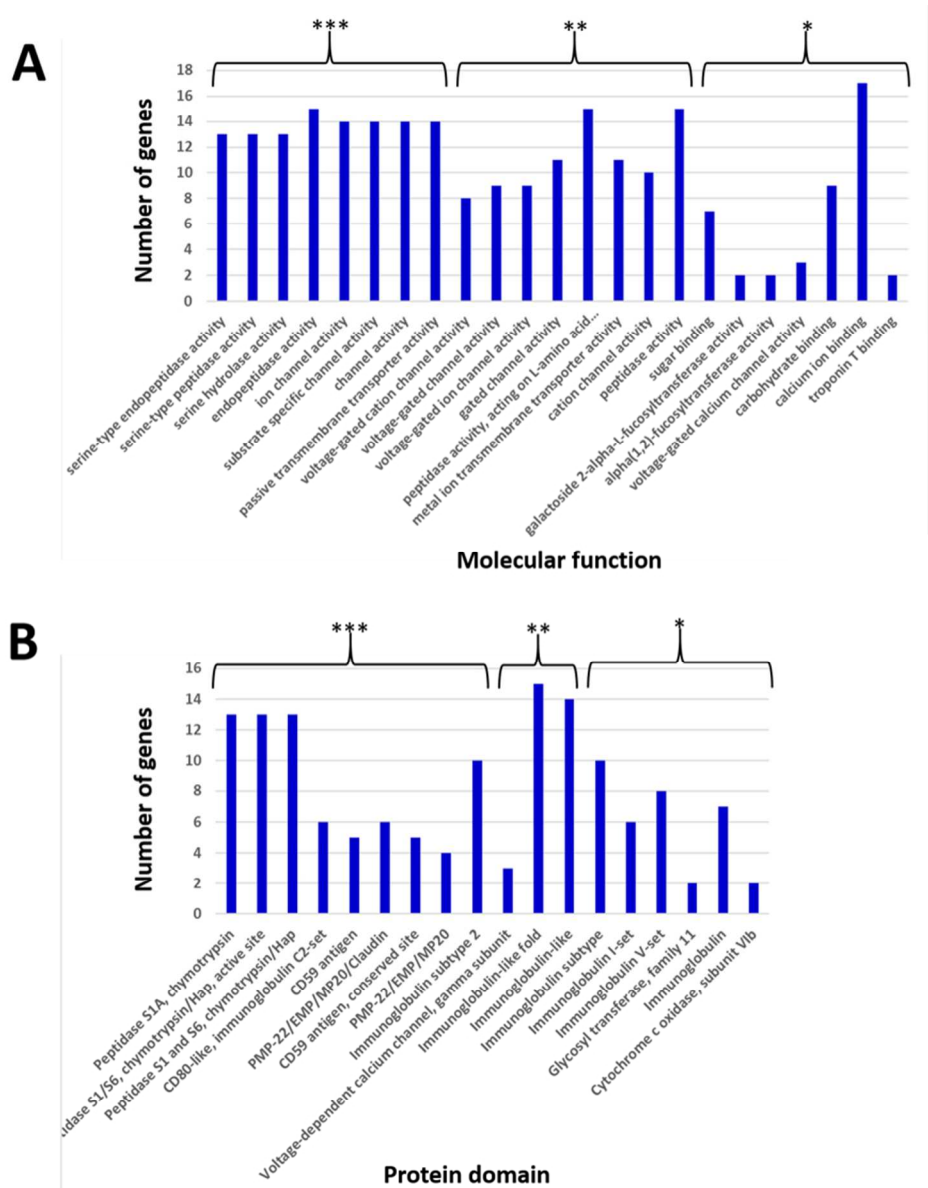 A
***
**
*
Number of genes
18
16
14
12
10
8
6
4
2
0
serine-type endopeptidase activity
serine-type peptidase activity
serine hydrolase activity
endopeptidase activity
ion channel activity
substrate specific channel activity
channel activity
passive transmembrane transporter activity
voltage-gated cation channel activity
voltage-gated channel activity
voltage-gated ion channel activity
gated channel activity
peptidase activity, acting on L-amino acid...
metal ion transmembrane transporter activity
cation channel activity
peptidase activity
sugar binding
galactoside 2-alpha-L-fucosyltransferase activity
alpha(1,2)-fucosyltransferase activity
voltage-gated calcium channel activity
carbohydrate binding
calcium ion binding
troponin T binding
Molecular function
B
***
**
*
Number of genes
16
14
12
10
8
6
4
2
0
Peptidase S1A, chymotrypsin
tidase S1/S6, chymotrypsin/Hap, active site
Peptidase S1 and S6, chymotrypsin/Hap
CD80-like, immunoglobulin C2-set
CD59 antigen
PMP-22/EMP/MP20/Claudin
CD59 antigen, conserved site
PMP-22/EMP/MP20
Immunoglobulin subtype 2
Voltage-dependent calcium channel, gamma subunit
Immunoglobulin-like fold
Immunoglobulin-like
Immunoglobulin subtype
Immunoglobulin I-set
Immunoglobulin V-set
Glycosyl transferase, family 11
Immunoglobulin
Cytochrome c oxidase, subunit VIb
Protein domain